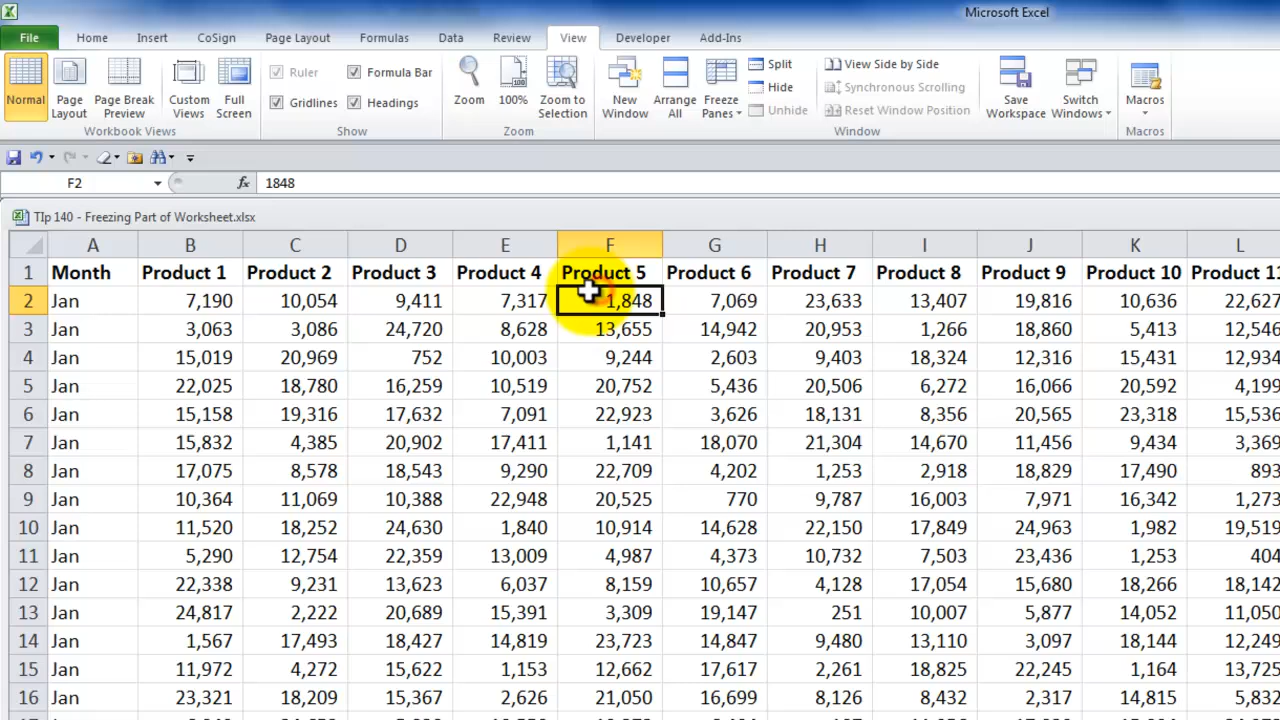 Microsoft Excel
File Home Insert CoSign Page Layout Formulas Data Review View Developer Add-Ins
Normal Page Layout Page Break Preview Custom Views Full Screen
Workbook Views
Ruler Formula Bar
Gridlines Headings
Show
Zoom 100% Zoom to Selection
Zoom
New Window Arrange All Freeze Panes Split Hide Unhide
View Side by Side
Synchronous Scrolling
Reset Window Position
Save Workspace Switch Windows
Window
Macros
Macros
F2 fx 1848
TIp 140 - Freezing Part of Worksheet.xlsx
A B C D E F G H I J K L
1 Month Product 1 Product 2 Product 3 Product 4 Product 5 Product 6 Product 7 Product 8 Product 9 Product 10 Product 11
2 Jan 7,190 10,054 9,411 7,317 1,848 7,069 23,633 13,407 19,816 10,636 22,627
3 Jan 3,063 3,086 24,720 8,628 13,655 14,942 20,953 1,266 18,860 5,413 12,546
4 Jan 15,019 20,969 752 10,003 9,244 2,603 9,403 18,324 12,316 15,431 12,934
5 Jan 22,025 18,780 16,259 10,519 20,752 5,436 20,506 6,272 16,066 20,592 4,199
6 Jan 15,158 19,316 17,632 7,091 22,923 3,626 18,131 8,356 20,565 23,318 15,536
7 Jan 15,832 4,385 20,902 17,411 1,141 18,070 21,304 14,670 11,456 9,434 3,369
8 Jan 17,075 8,578 18,543 9,290 22,709 4,202 1,253 2,918 18,829 17,490 893
9 Jan 10,364 11,069 10,388 22,948 20,525 770 9,787 16,003 7,971 16,342 1,273
10 Jan 11,520 18,252 24,630 1,840 10,914 14,628 22,150 17,849 24,963 1,982 19,519
11 Jan 5,290 12,754 22,359 13,009 4,987 4,373 10,732 7,503 23,436 1,253 404
12 Jan 22,338 9,231 13,623 6,037 8,159 10,657 4,128 17,054 15,680 18,266 18,142
13 Jan 24,817 2,222 20,689 15,391 3,309 19,147 251 10,007 5,877 14,052 11,050
14 Jan 1,567 17,493 18,427 14,819 23,723 14,847 9,480 13,110 3,097 18,144 12,249
15 Jan 11,972 4,272 15,622 1,153 12,662 17,617 2,261 18,825 22,245 1,164 13,725
16 Jan 23,321 18,209 15,367 2,626 21,050 16,699 8,126 8,432 2,317 14,815 5,832